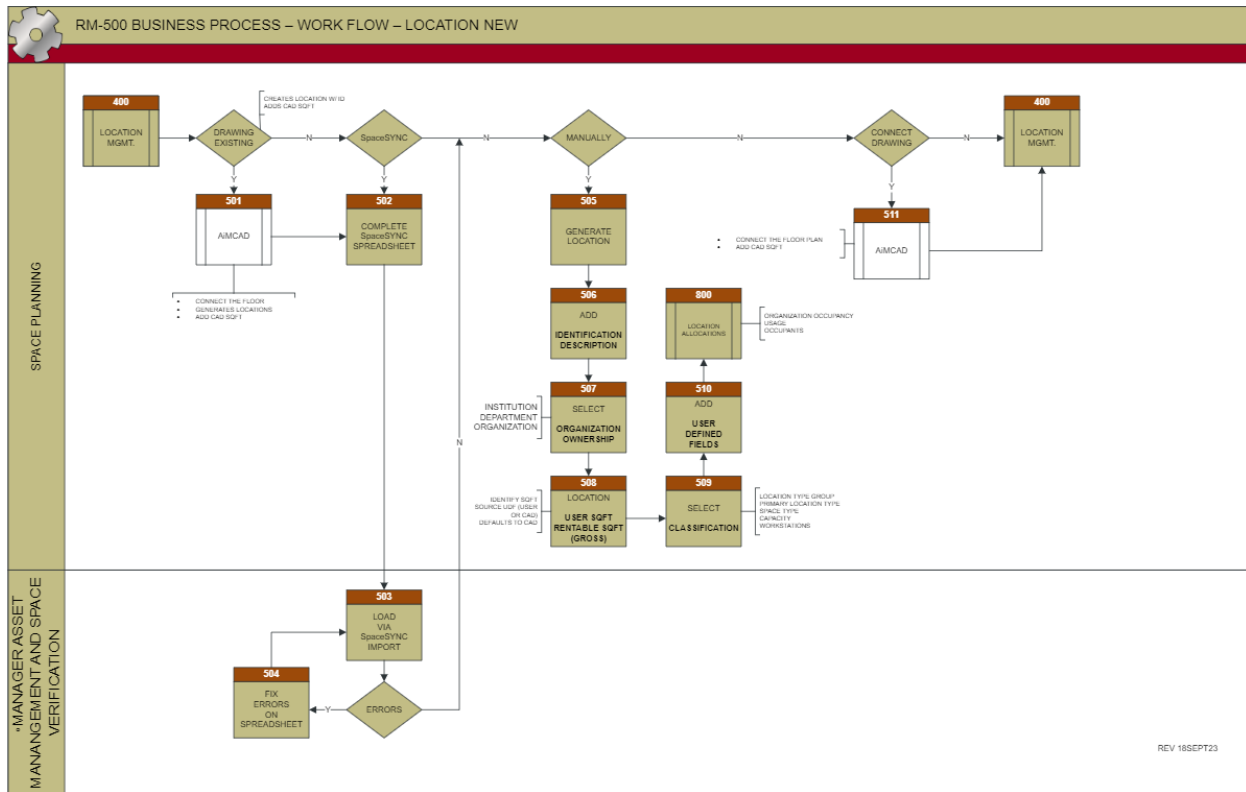 RM-500 BUSINESS PROCESS – WORK FLOW – LOCATION NEW
SPACE PLANNING
400
LOCATION
MGMT.
DRAWING
EXISTING
CREATES LOCATION W/ID
ADDS CAD SQFT
N
Y
SpaceSYNC
N
Y
MANUALLY
N
Y
CONNECT
DRAWING
N
Y
400
LOCATION
MGMT.
501
AiMCAD
• CONNECT THE FLOOR
• GENERATES LOCATIONS
• ADD CAD SQFT
502
COMPLETE
SpaceSYNC
SPREADSHEET
505
GENERATE
LOCATION
511
AiMCAD
• CONNECT THE FLOOR PLAN
• ADD CAD SQFT
506
ADD
IDENTIFICATION
DESCRIPTION
800
LOCATION
ALLOCATIONS
ORGANIZATION OCCUPANCY
USAGE
OCCUPANTS
507
SELECT
ORGANIZATION
OWNERSHIP
INSTITUTION
DEPARTMENT
ORGANIZATION
510
ADD
USER
DEFINED
FIELDS
508
LOCATION
USER SQFT
RENTABLE SQFT
(GROSS)
IDENTIFY SQFT
SOURCE UDF (USER
OR CAD)
DEFAULTS TO CAD
509
SELECT
CLASSIFICATION
LOCATION TYPE GROUP
PRIMARY LOCATION TYPE
SPACE TYPE
CAPACITY
WORKSTATIONS
*MANAGER ASSET
MANANGEMENT AND SPACE
VERIFICATION
503
LOAD
VIA
SpaceSYNC
IMPORT
504
FIX
ERRORS
ON
SPREADSHEET
Y
ERRORS
N
REV 18SEPT23